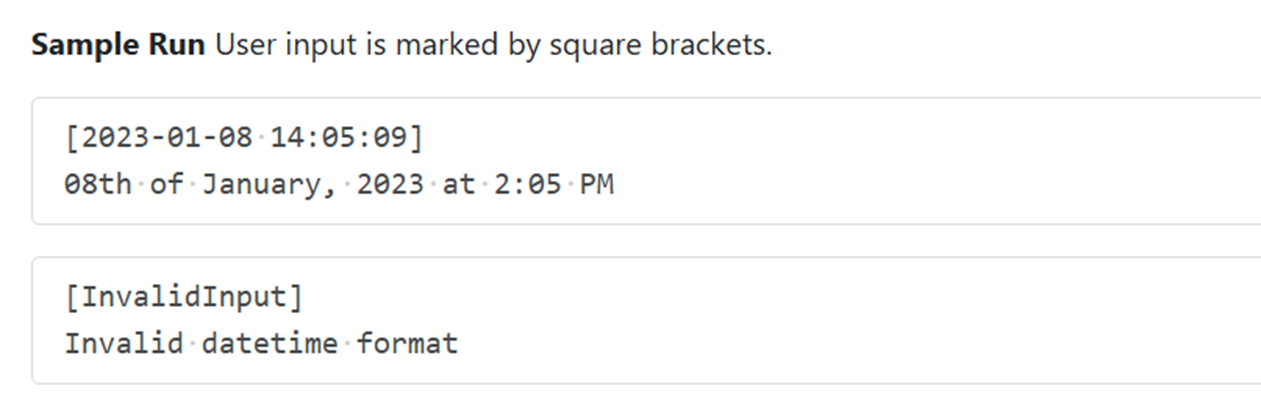 Sample Run User input is marked by square brackets.
[2023-01-08·14:05:09]
08th·of·January,·2023·at·2:05·PM
[InvalidInput]
Invalid·datetime·format